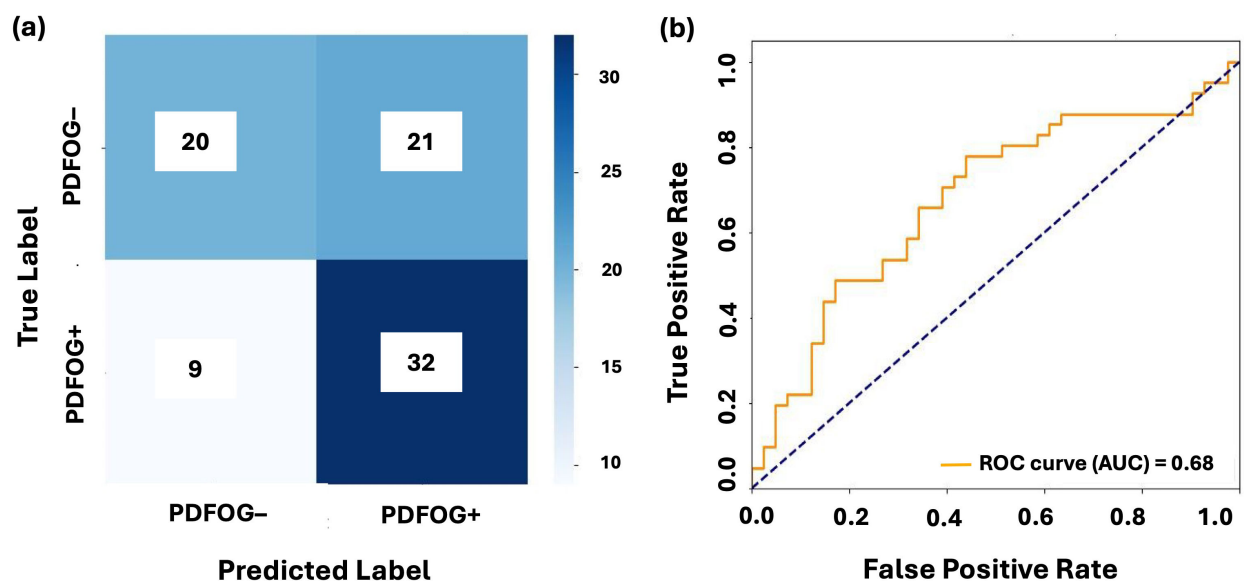 (a)
True Label
PDFOG–
PDFOG+
20
21
9
32
PDFOG–
PDFOG+
Predicted Label
30
25
20
15
10
(b)
True Positive Rate
1.0
0.8
0.6
0.4
0.2
0.0
ROC curve (AUC) = 0.68
0.0
0.2
0.4
0.6
0.8
1.0
False Positive Rate